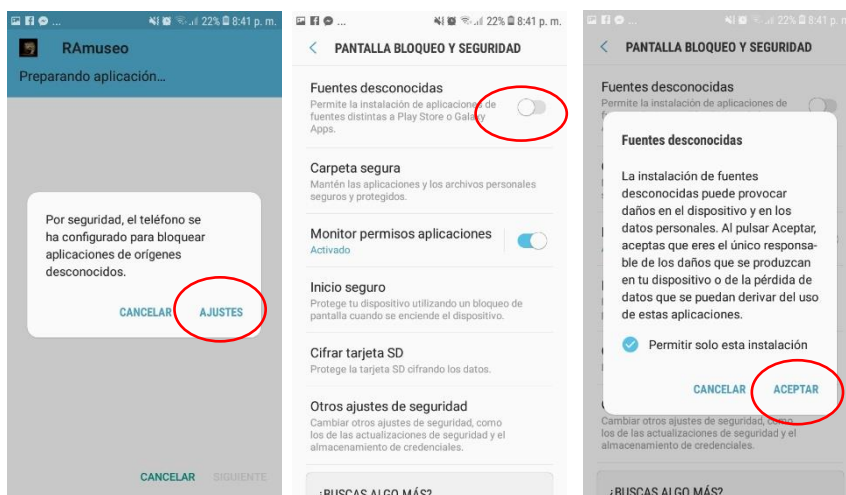 22% 8:41 p. m.
RAmuseo
Preparando aplicación...
Por seguridad, el teléfono se
ha configurado para bloquear
aplicaciones de orígenes
desconocidos.
CANCELAR AJUSTES
CANCELAR SIGUIENTE
22% 8:41 p. m.
PANTALLA BLOQUEO Y SEGURIDAD
Fuentes desconocidas
Permite la instalación de aplicaciones de
fuentes distintas a Play Store o Galaxy
Apps.
Carpeta segura
Mantén las aplicaciones y los archivos personales
seguros y protegidos.
Monitor permisos aplicaciones
Activado
Inicio seguro
Protege tu dispositivo utilizando un bloqueo de
pantalla cuando se enciende el dispositivo.
Cifrar tarjeta SD
Protege la tarjeta SD cifrando los datos.
Otros ajustes de seguridad
Cambiar otros ajustes de seguridad, como
los de las actualizaciones de seguridad y el
almacenamiento de credenciales.
¿BUSCAS ALGO MÁS?
22% 8:41 p. m.
PANTALLA BLOQUEO Y SEGURIDAD
Fuentes desconocidas
Permite la instalación de aplicaciones de
Fuentes desconocidas
La instalación de fuentes
desconocidas puede provocar
daños en el dispositivo y en los
datos personales. Al pulsar Aceptar,
aceptas que eres el único responsa-
ble de los daños que se produzcan
en tu dispositivo o de la pérdida de
datos que se puedan derivar del uso
de estas aplicaciones.
Permitir solo esta instalación
CANCELAR ACEPTAR
Cambiar otros ajustes de seguridad, como
los de las actualizaciones de seguridad y el
almacenamiento de credenciales.
¿BUSCAS ALGO MÁS?